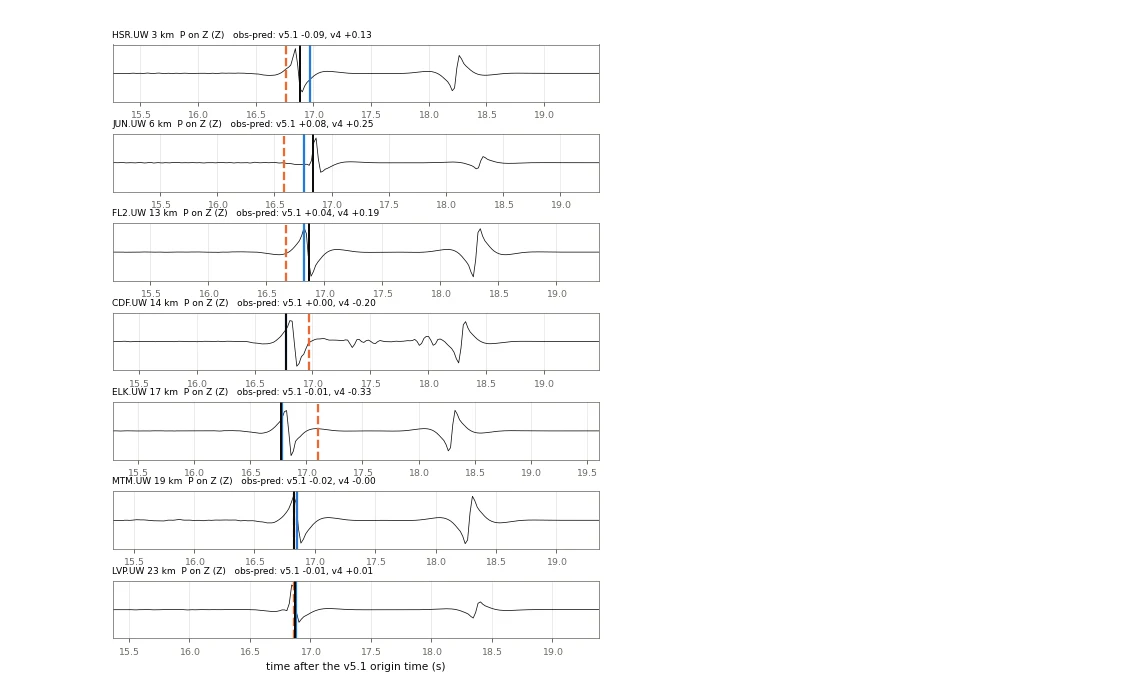 HSR.UW 3 km  P on Z (Z)   obs-pred: v5.1 -0.09, v4 +0.13
15.5 16.0 16.5 17.0 17.5 18.0 18.5 19.0
JUN.UW 6 km  P on Z (Z)   obs-pred: v5.1 +0.08, v4 +0.25
15.5 16.0 16.5 17.0 17.5 18.0 18.5 19.0
FL2.UW 13 km  P on Z (Z)   obs-pred: v5.1 +0.04, v4 +0.19
15.5 16.0 16.5 17.0 17.5 18.0 18.5 19.0
CDF.UW 14 km  P on Z (Z)   obs-pred: v5.1 +0.00, v4 -0.20
15.5 16.0 16.5 17.0 17.5 18.0 18.5 19.0
ELK.UW 17 km  P on Z (Z)   obs-pred: v5.1 -0.01, v4 -0.33
15.5 16.0 16.5 17.0 17.5 18.0 18.5 19.0 19.5
MTM.UW 19 km  P on Z (Z)   obs-pred: v5.1 -0.02, v4 -0.00
15.5 16.0 16.5 17.0 17.5 18.0 18.5 19.0
LVP.UW 23 km  P on Z (Z)   obs-pred: v5.1 -0.01, v4 +0.01
15.5 16.0 16.5 17.0 17.5 18.0 18.5 19.0
time after the v5.1 origin time (s)